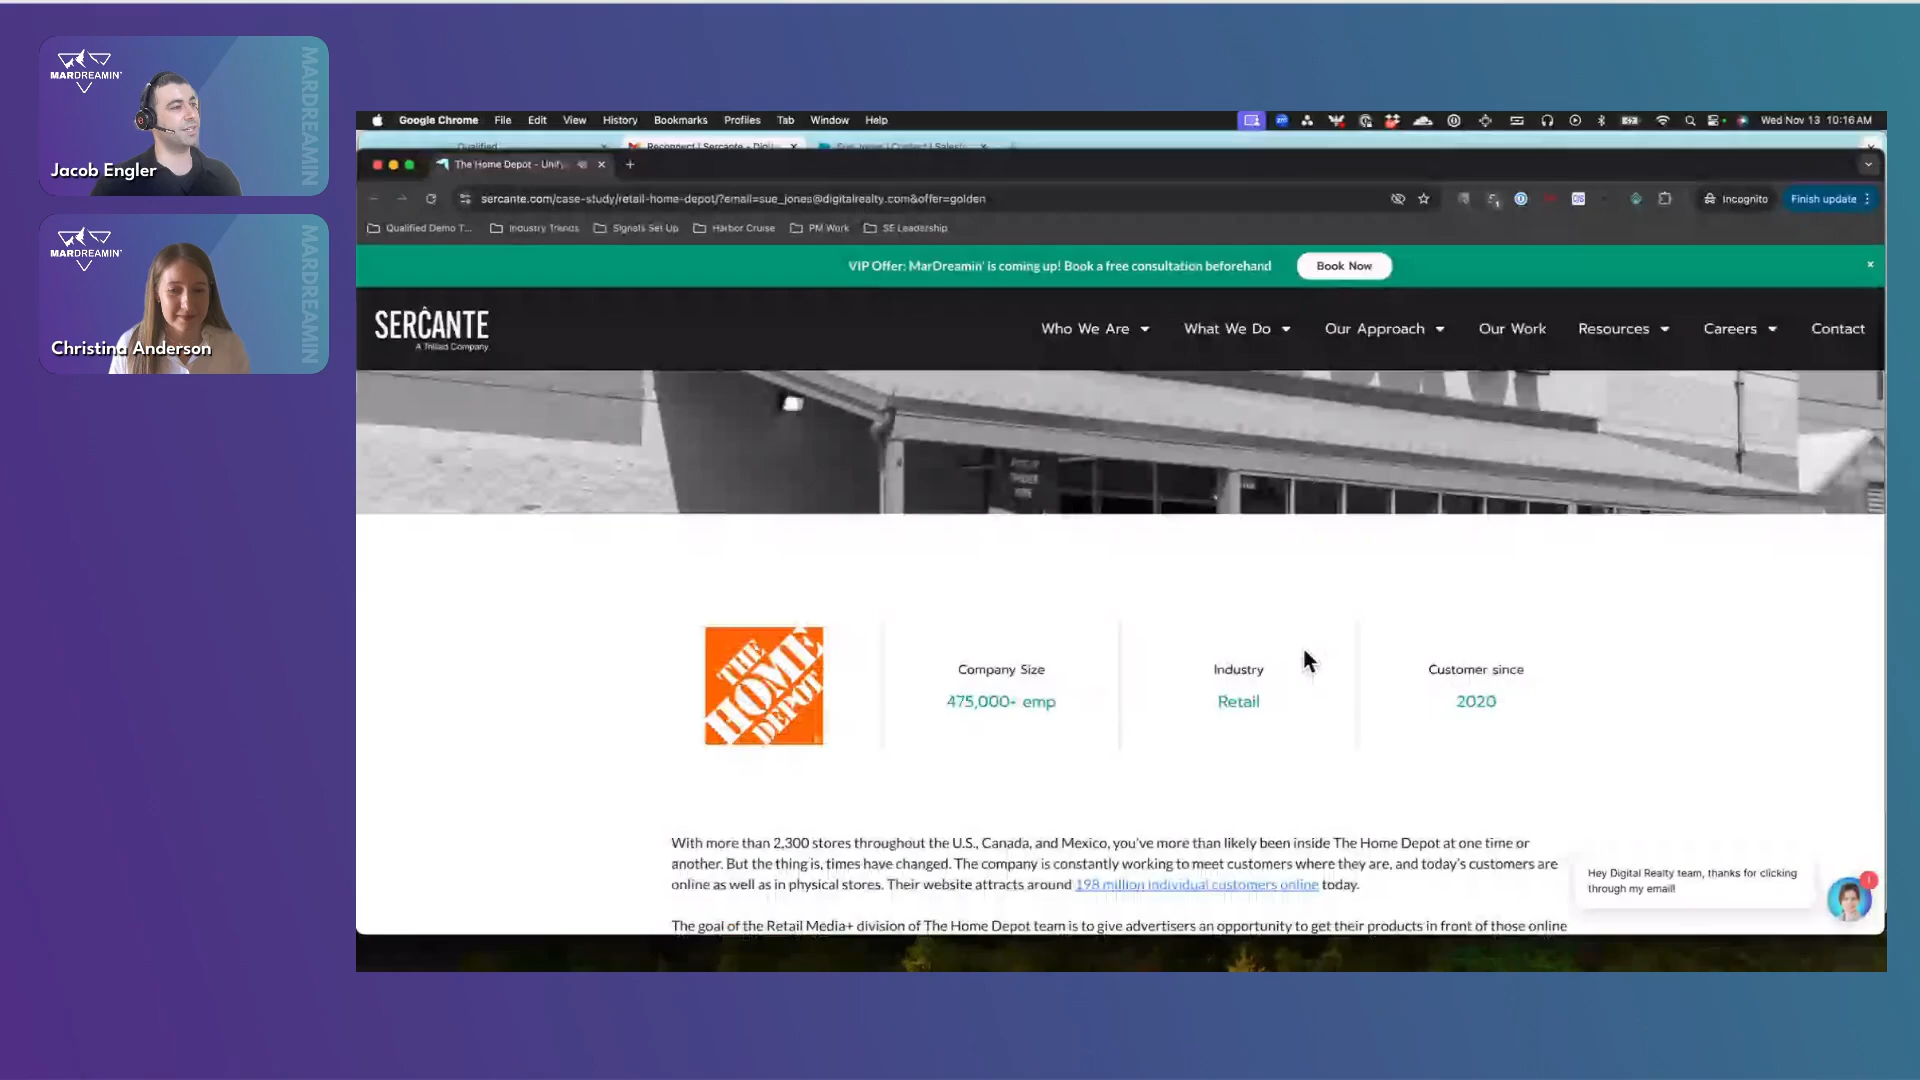 MARDREAMIN'
MARDREAMIN
Jacob Engler
MARDREAMIN'
MARDREAMIN
Christina Anderson
Google Chrome File Edit View History Bookmarks Profiles Tab Window Help
Wed Nov 13 10:16 AM
Qualified
Reconnect | Sercante - Digit
Sue Jones | Contact | Salesf
The Home Depot - Unify
sercante.com/case-study/retail-home-depot/?email=sue_jones@digitalrealty.com&offer=golden
Incognito
Finish update
Qualified Demo T...
Industry Trends
Signals Set Up
Harbor Cruise
PM Work
SE Leadership
VIP Offer: MarDreamin' is coming up! Book a free consultation beforehand
Book Now
SERCANTE
A Trilliad Company
Who We Are
What We Do
Our Approach
Our Work
Resources
Careers
Contact
THE HOME DEPOT
Company Size
475,000+ emp
Industry
Retail
Customer since
2020
With more than 2,300 stores throughout the U.S., Canada, and Mexico, you've more than likely been inside The Home Depot at one time or
another. But the thing is, times have changed. The company is constantly working to meet customers where they are, and today's customers are
online as well as in physical stores. Their website attracts around 198 million individual customers online today.
The goal of the Retail Media+ division of The Home Depot team is to give advertisers an opportunity to get their products in front of those online
Hey Digital Realty team, thanks for clicking
through my email!